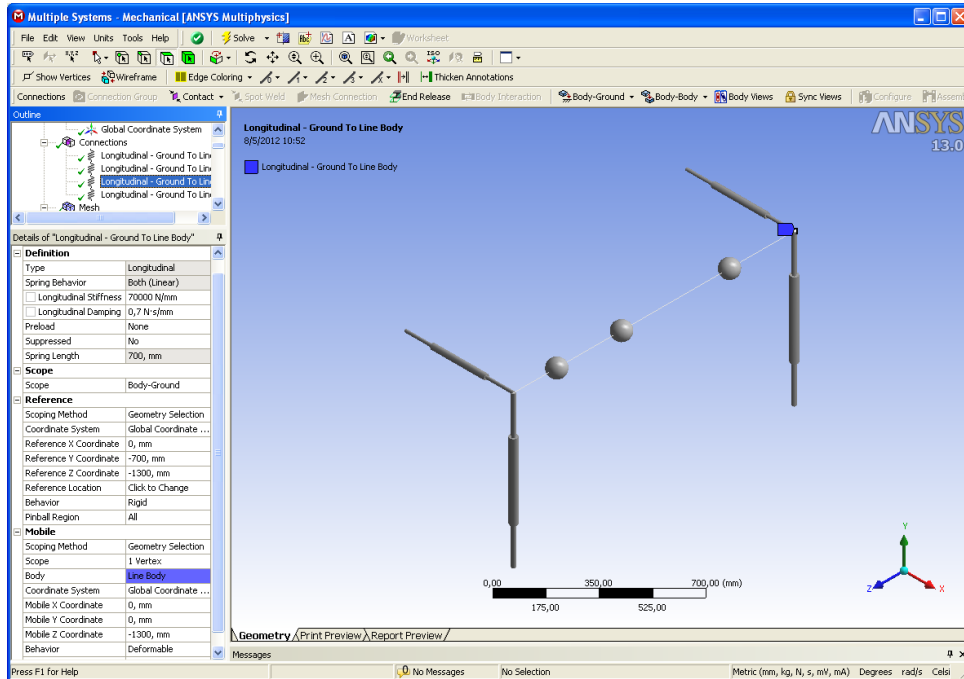 Multiple Systems - Mechanical [ANSYS Multiphysics]
File Edit View Units Tools Help Solve A Worksheet
Show Vertices Wireframe Edge Coloring Thicken Annotations
Connections Connection Group Contact Spot Weld Mesh Connection End Release Body Interaction Body-Ground Body-Body Body Views Sync Views Configure Assem
Outline
Global Coordinate System
Connections
Longitudinal - Ground To Line
Longitudinal - Ground To Line
Longitudinal - Ground To Line
Longitudinal - Ground To Line
Mesh
Details of "Longitudinal - Ground To Line Body"
Definition
Type Longitudinal
Spring Behavior Both (Linear)
Longitudinal Stiffness 70000 N/mm
Longitudinal Damping 0,7 N·s/mm
Preload None
Suppressed No
Spring Length 700, mm
Scope
Scope Body-Ground
Reference
Scoping Method Geometry Selection
Coordinate System Global Coordinate ...
Reference X Coordinate 0, mm
Reference Y Coordinate -700, mm
Reference Z Coordinate -1300, mm
Reference Location Click to Change
Behavior Rigid
Pinball Region All
Mobile
Scoping Method Geometry Selection
Scope 1 Vertex
Body Line Body
Coordinate System Global Coordinate ...
Mobile X Coordinate 0, mm
Mobile Y Coordinate 0, mm
Mobile Z Coordinate -1300, mm
Behavior Deformable
Longitudinal - Ground To Line Body
8/5/2012 10:52
Longitudinal - Ground To Line Body
ANSYS
13.0
0,00 350,00 700,00 (mm)
175,00 525,00
Y
Z X
Geometry Print Preview Report Preview
Messages
Press F1 for Help 0 No Messages No Selection Metric (mm, kg, N, s, mV, mA) Degrees rad/s Celsi